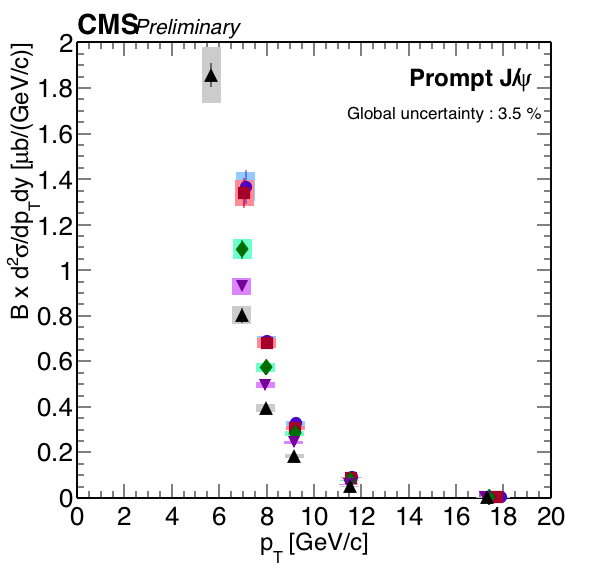 CMS Preliminary
Prompt J/ψ
Global uncertainty : 3.5 %
B x d²σ/dp_Tdy [μb/(GeV/c)]
2
1.8
1.6
1.4
1.2
1
0.8
0.6
0.4
0.2
0
0 2 4 6 8 10 12 14 16 18 20
p_T [GeV/c]